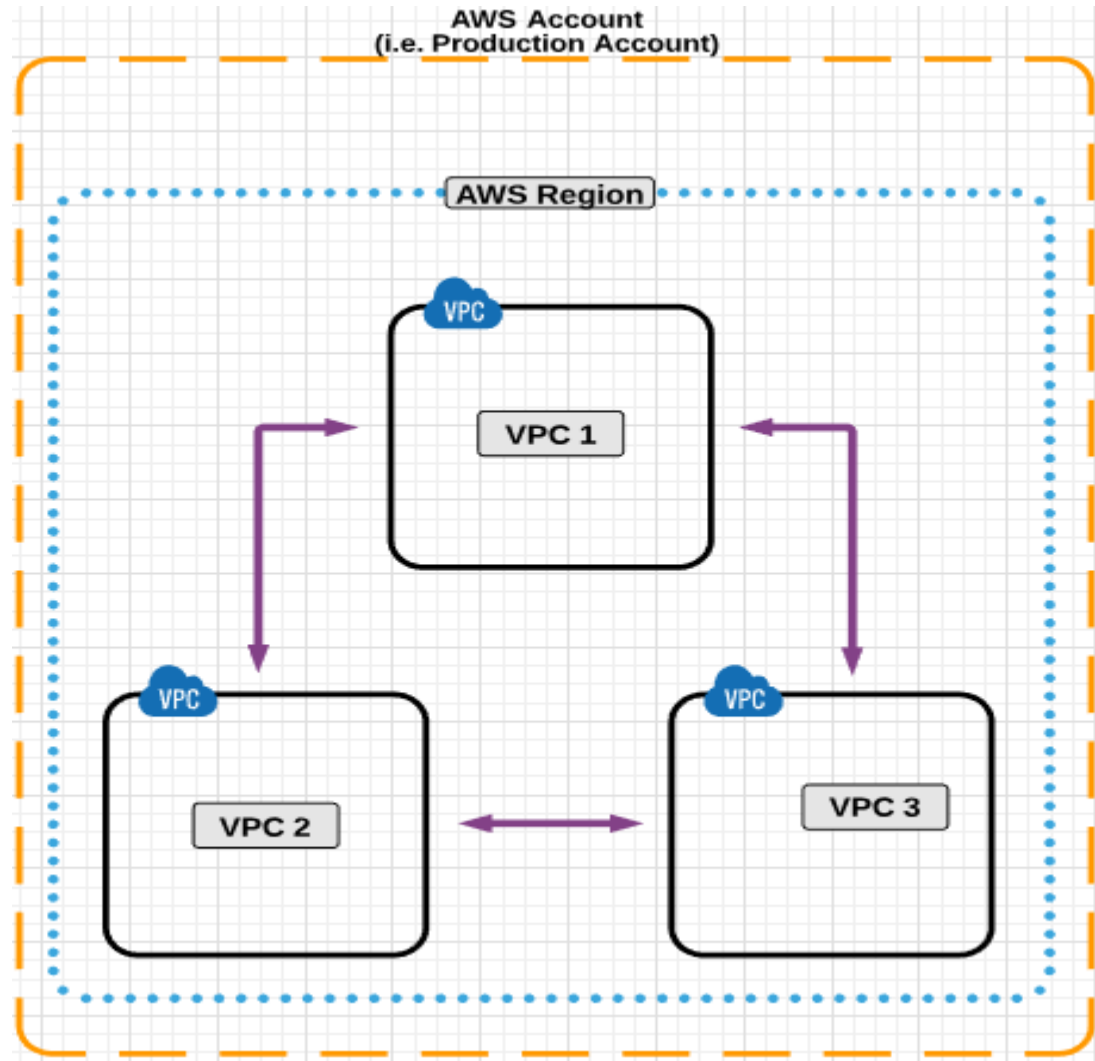 AWS Account
(i.e. Production Account)
AWS Region
VPC
VPC 1
VPC
VPC
VPC 2
VPC 3